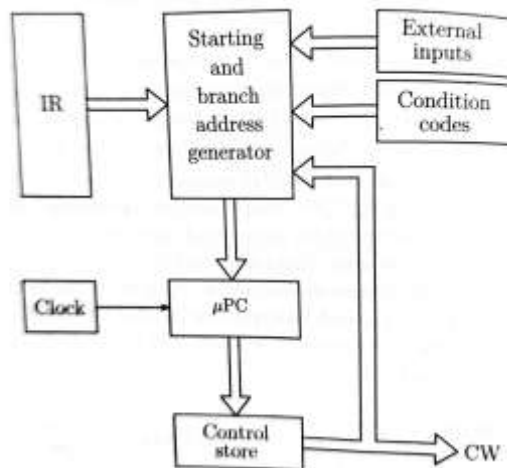 Starting
and
branch
address
generator
External
inputs
IR
Condition
codes
Clock
μPC
Control
store
CW